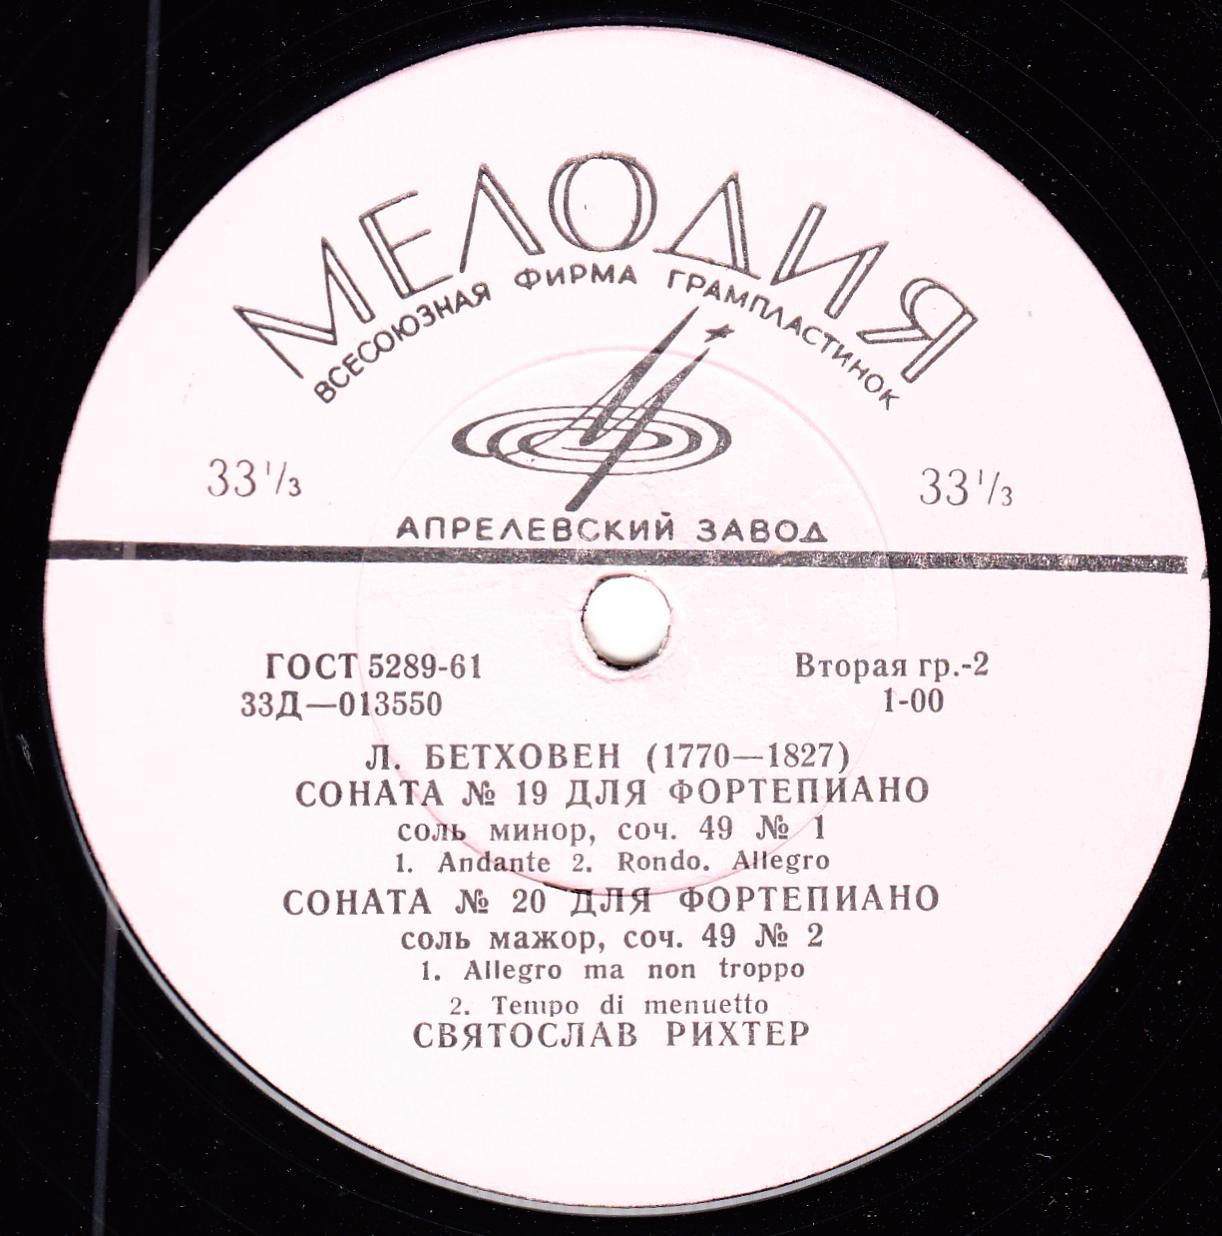 МЕЛОДИЯ
ВСЕСОЮЗНАЯ ФИРМА ГРАМПЛАСТИНОК
33 1/3
33 1/3
АПРЕЛЕВСКИЙ ЗАВОД
ГОСТ 5289-61
Вторая гр.-2
33Д—013550
1-00
Л. БЕТХОВЕН (1770—1827)
СОНАТА № 19 ДЛЯ ФОРТЕПИАНО
соль минор, соч. 49 № 1
1. Andante 2. Rondo. Allegro
СОНАТА № 20 ДЛЯ ФОРТЕПИАНО
соль мажор, соч. 49 № 2
1. Allegro ma non troppo
2. Tempo di menuetto
СВЯТОСЛАВ РИХТЕР